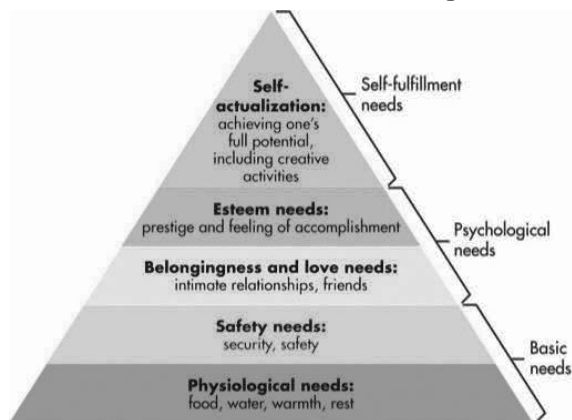 Self-
actualization:
achieving one's
full potential,
including creative
activities
Self-fulfillment
needs
Esteem needs:
prestige and feeling of accomplishment
Psychological
needs
Belongingness and love needs:
intimate relationships, friends
Safety needs:
security, safety
Basic
needs
Physiological needs:
food, water, warmth, rest